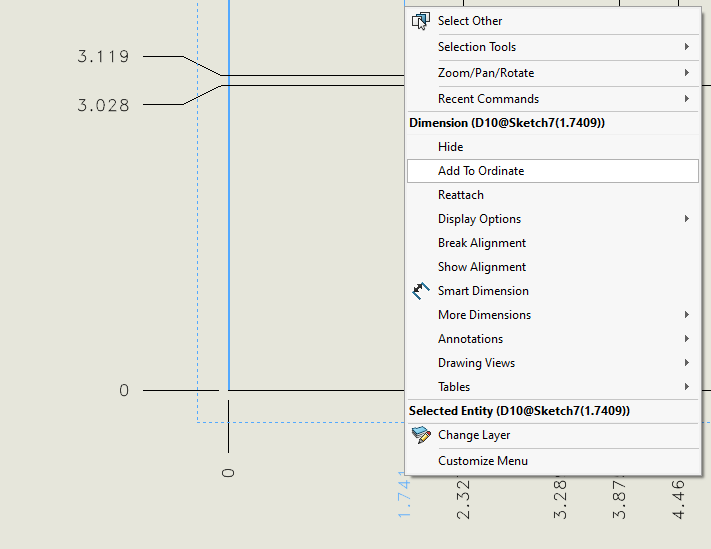 3.119
3.028
0
0
1.741
2.32
3.28
3.87
4.46
Select Other
Selection Tools
Zoom/Pan/Rotate
Recent Commands
Dimension (D10@Sketch7(1.7409))
Hide
Add To Ordinate
Reattach
Display Options
Break Alignment
Show Alignment
Smart Dimension
More Dimensions
Annotations
Drawing Views
Tables
Selected Entity (D10@Sketch7(1.7409))
Change Layer
Customize Menu